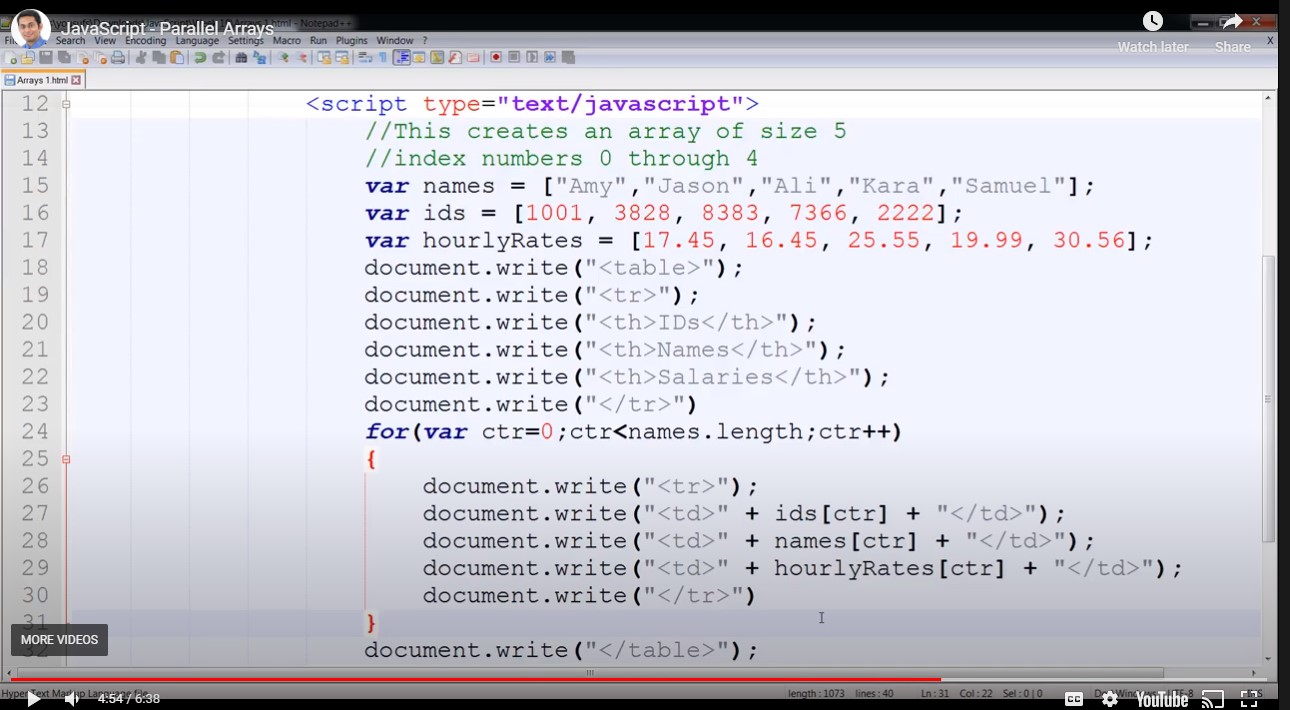 JavaScript - Parallel Arrays
Arrays 1.html - Notepad++
Watch later
Share
Search View Encoding Language Settings Macro Run Plugins Window ?
X
Arrays 1.html
12 <script type="text/javascript">
13 //This creates an array of size 5
14 //index numbers 0 through 4
15 var names = ["Amy","Jason","Ali","Kara","Samuel"];
16 var ids = [1001, 3828, 8383, 7366, 2222];
17 var hourlyRates = [17.45, 16.45, 25.55, 19.99, 30.56];
18 document.write("<table>");
19 document.write("<tr>");
20 document.write("<th>IDs</th>");
21 document.write("<th>Names</th>");
22 document.write("<th>Salaries</th>");
23 document.write("</tr>")
24 for(var ctr=0;ctr<names.length;ctr++)
25 {
26 document.write("<tr>");
27 document.write("<td>" + ids[ctr] + "</td>");
28 document.write("<td>" + names[ctr] + "</td>");
29 document.write("<td>" + hourlyRates[ctr] + "</td>");
30 document.write("</tr>")
31 }
MORE VIDEOS
32 document.write("</table>");
Hyper Text Markup Language file
length : 1073 lines : 40
Ln : 31 Col : 22 Sel : 0 | 0
4:54 / 6:38
CC
YouTube